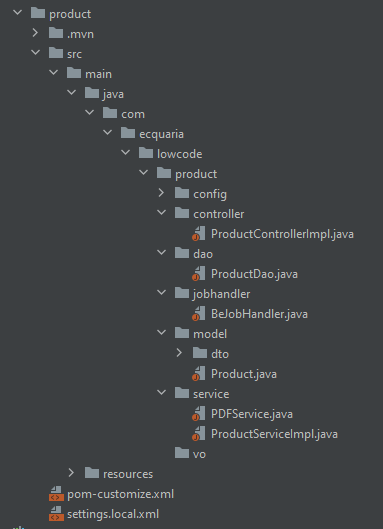 product
.mvn
src
main
java
com
ecquaria
lowcode
product
config
controller
ProductControllerImpl.java
dao
ProductDao.java
jobhandler
BeJobHandler.java
model
dto
Product.java
service
PDFService.java
ProductServiceImpl.java
vo
resources
pom-customize.xml
settings.local.xml